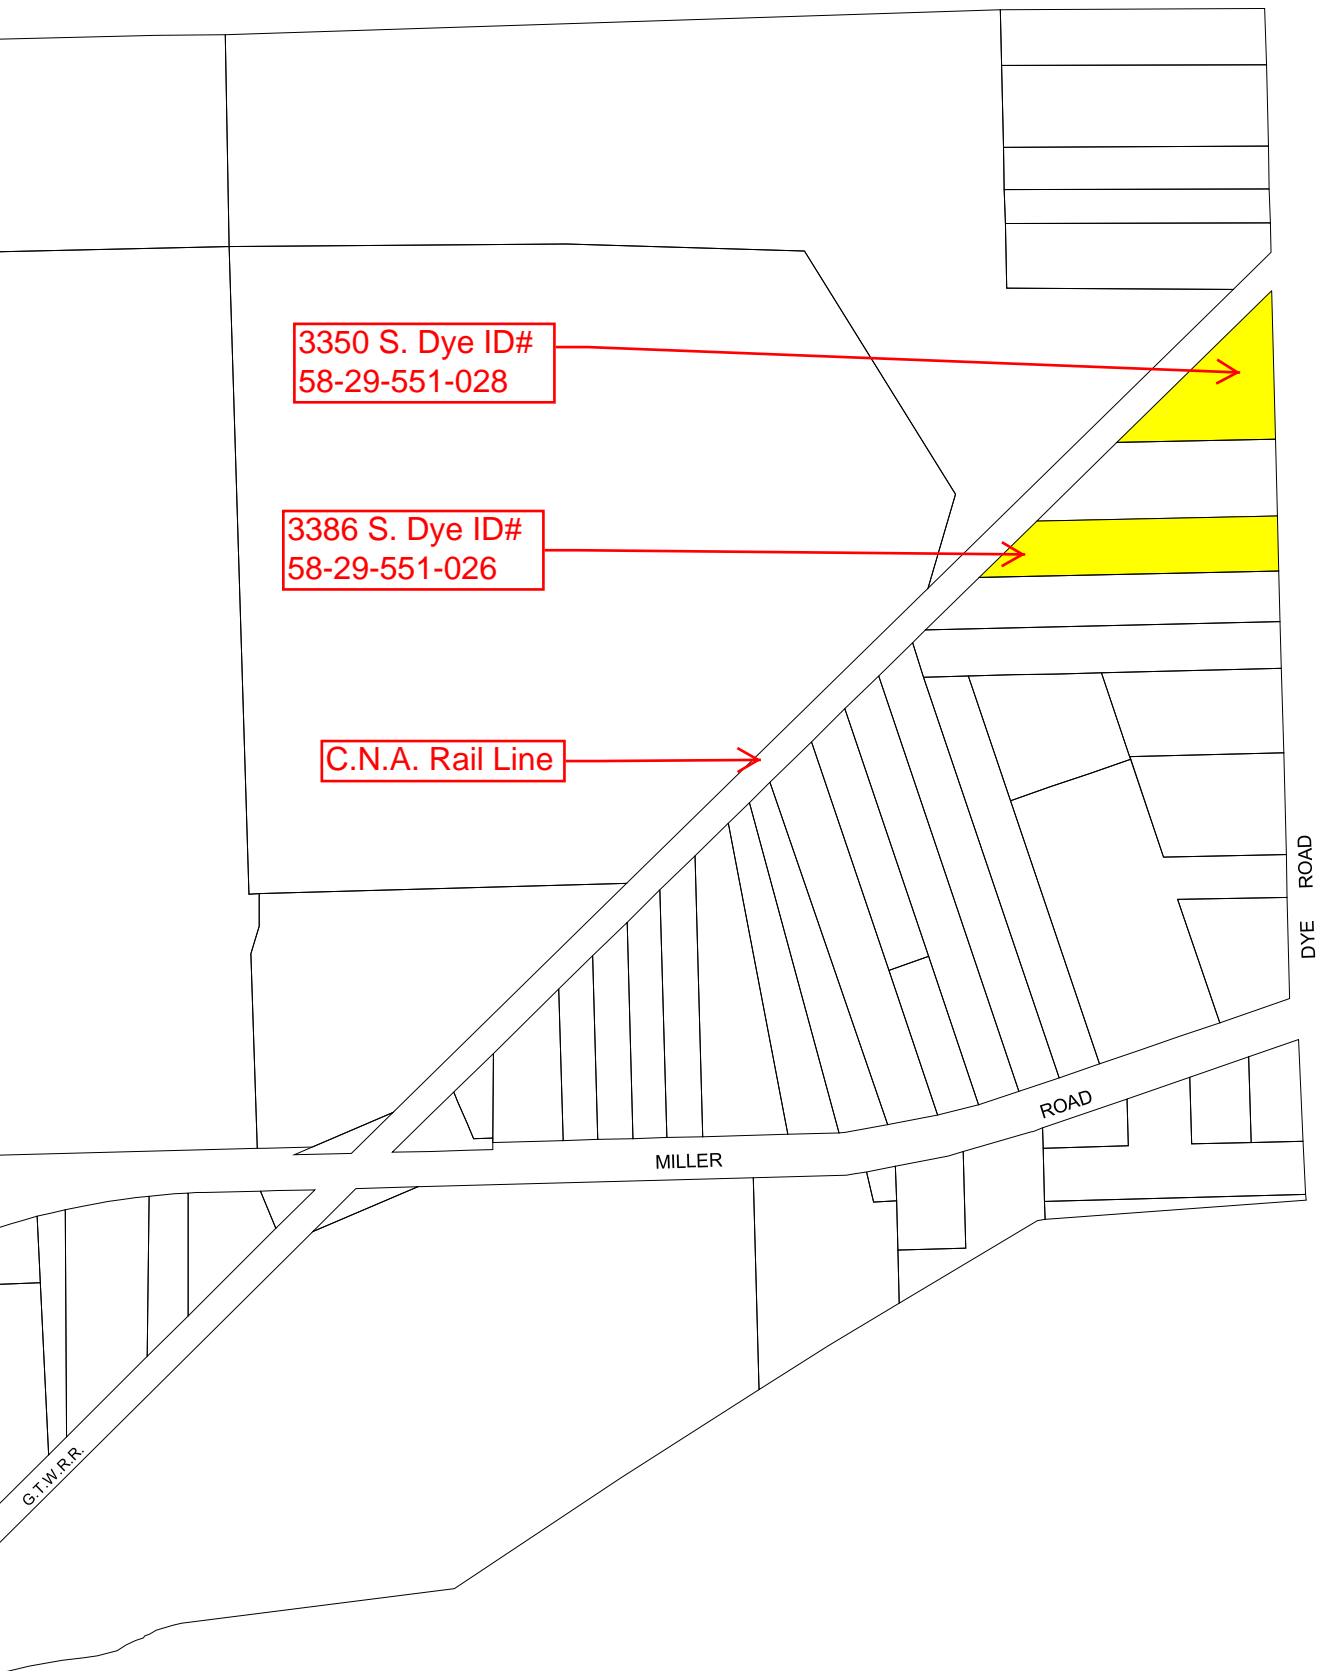 3350 S. Dye ID#
58-29-551-028
3386 S. Dye ID#
58-29-551-026
C.N.A. Rail Line
DYE ROAD
MILLER ROAD
G.T.W.R.R.